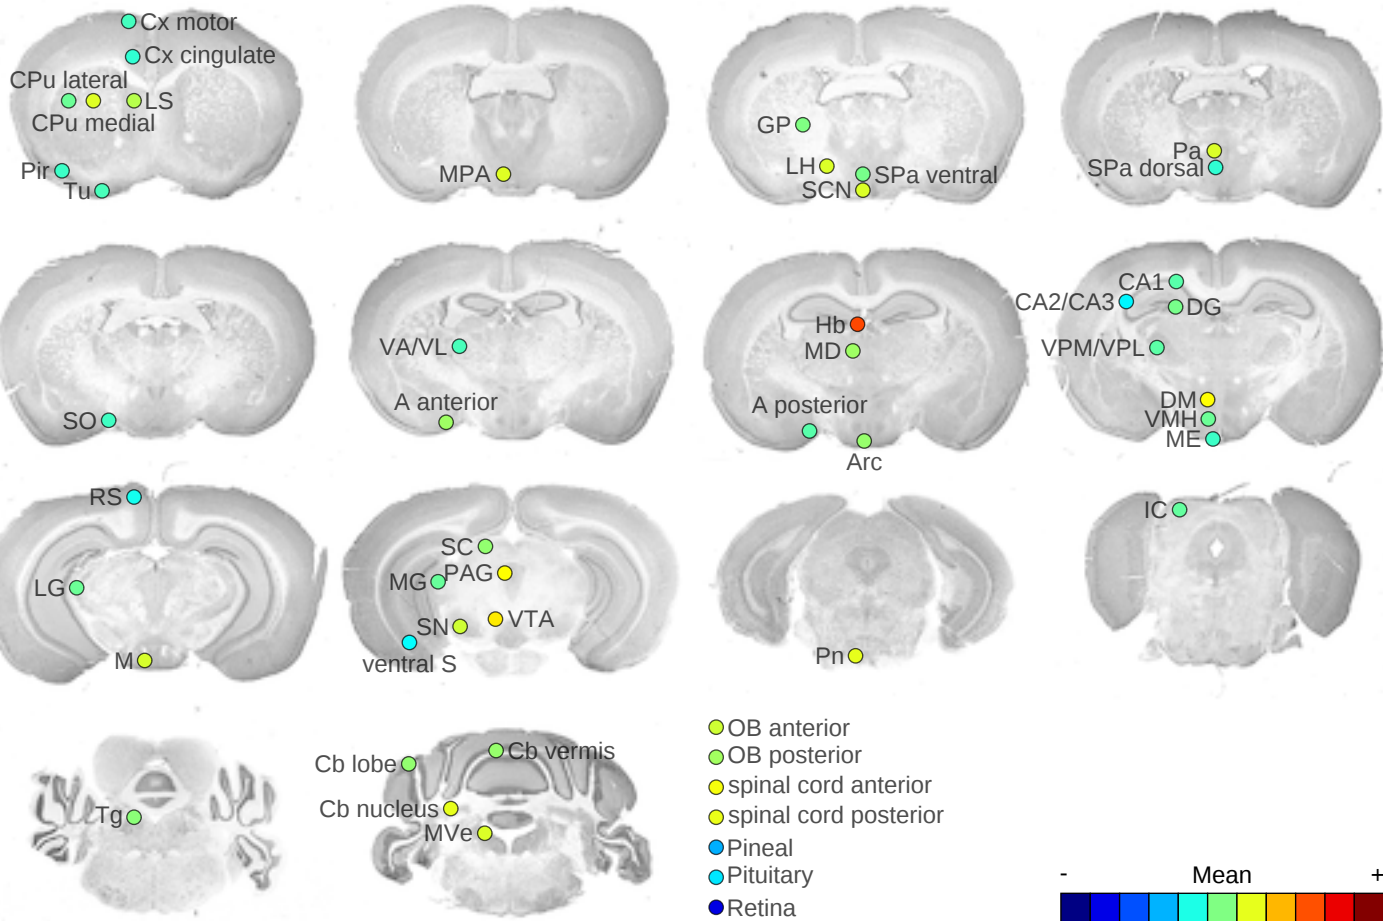 Cx motor
Cx cingulate
CPu lateral
LS
CPu medial
Pir
Tu
MPA
GP
LH
SPa ventral
SCN
Pa
SPa dorsal
SO
VA/VL
A anterior
Hb
MD
A posterior
Arc
CA1
CA2/CA3
DG
VPM/VPL
DM
VMH
ME
RS
LG
M
SC
MG
PAG
SN
VTA
ventral S
Pn
IC
Tg
Cb lobe
Cb vermis
Cb nucleus
MVe
OB anterior
OB posterior
spinal cord anterior
spinal cord posterior
Pineal
Pituitary
Retina
- Mean +